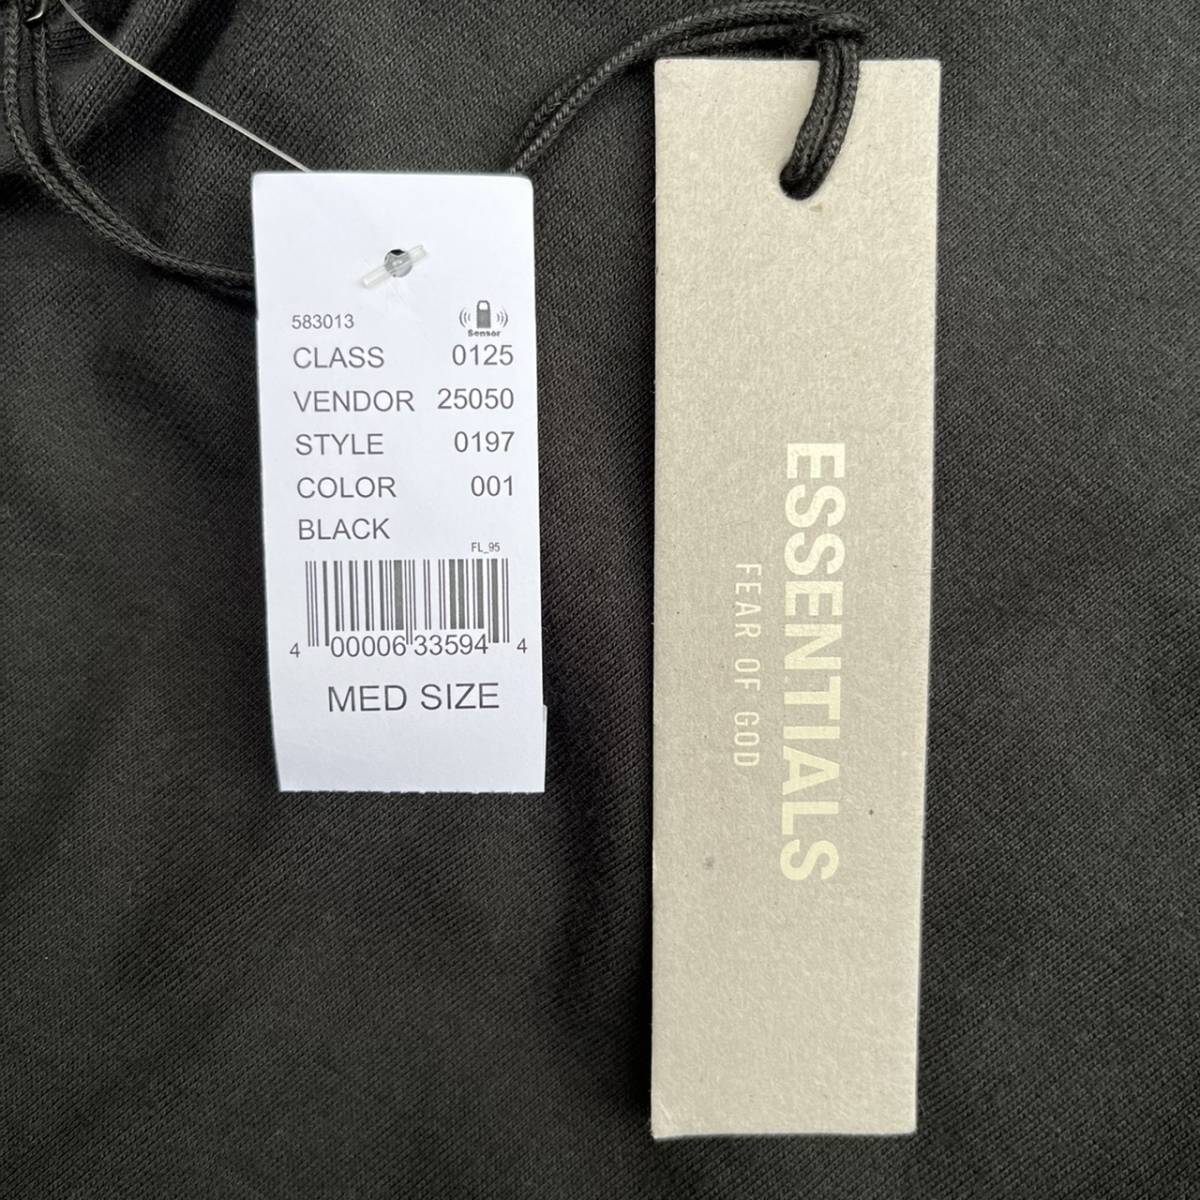 583013
Sensor
CLASS 0125
VENDOR 25050
STYLE 0197
COLOR 001
BLACK
FL_95
4 00006 33594 4
MED SIZE
ESSENTIALS
FEAR OF GOD